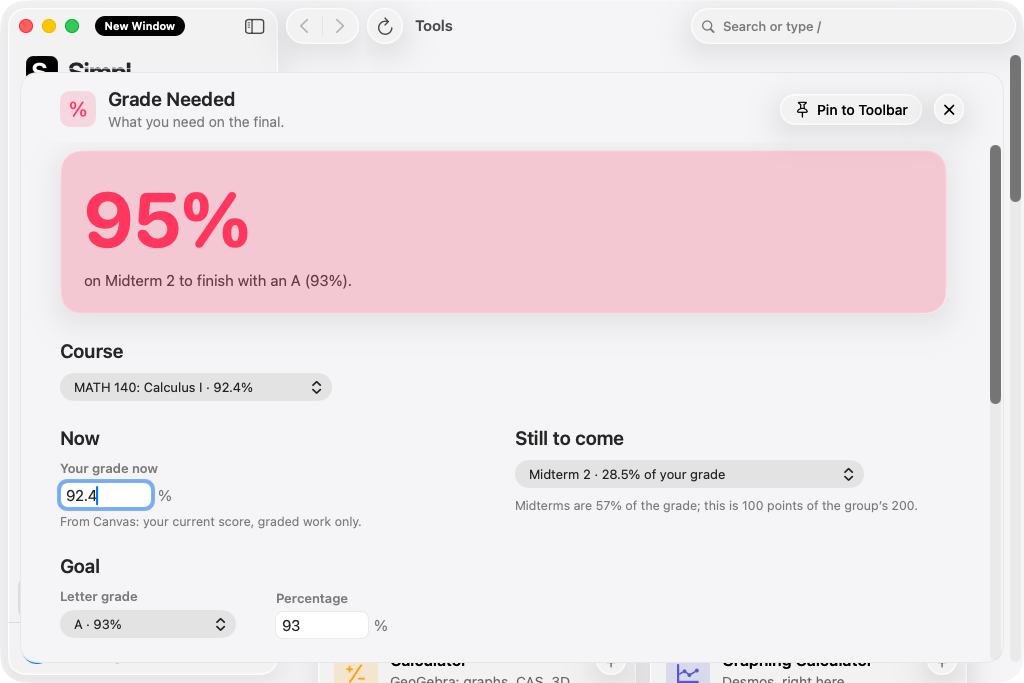 New Window
Tools
Search or type /
Simpl
Grade Needed
What you need on the final.
Pin to Toolbar
95%
on Midterm 2 to finish with an A (93%).
Course
MATH 140: Calculus I · 92.4%
Now
Your grade now
92.4 %
From Canvas: your current score, graded work only.
Still to come
Midterm 2 · 28.5% of your grade
Midterms are 57% of the grade; this is 100 points of the group’s 200.
Goal
Letter grade
A · 93%
Percentage
93 %
Calculator
GeoGebra: graphs, CAS, 3D
Graphing Calculator
Desmos, right here